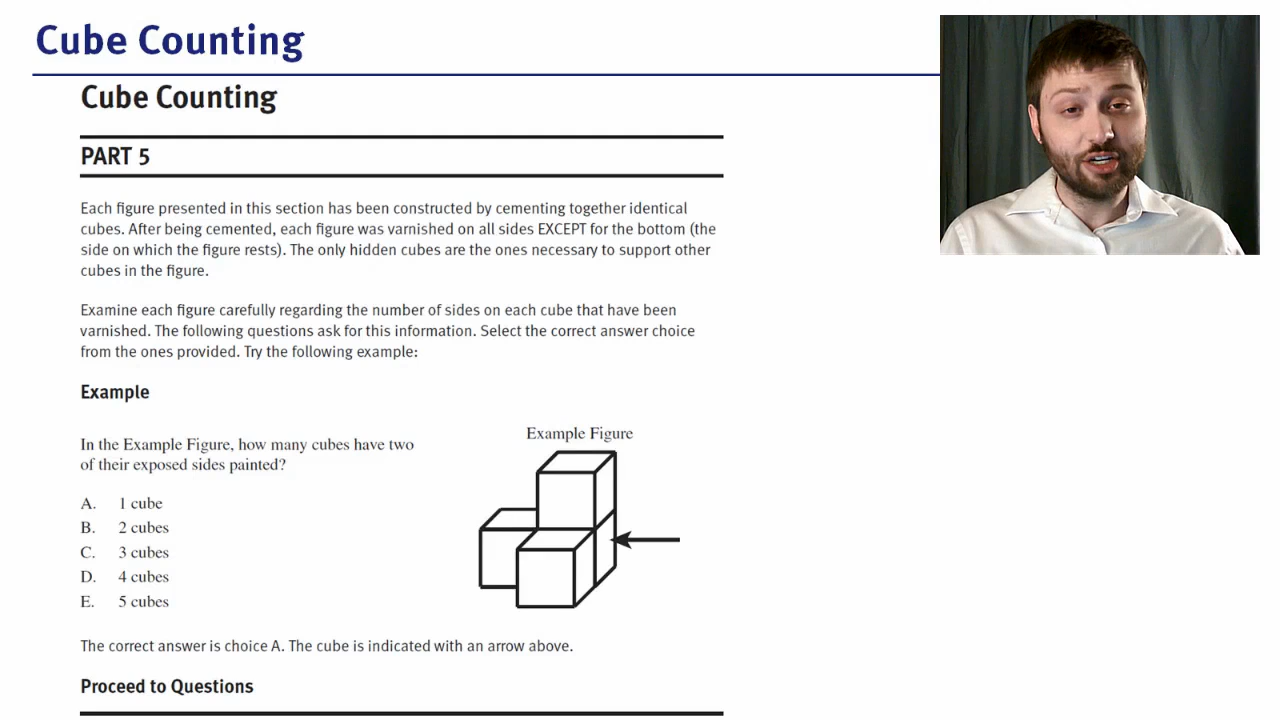 Cube Counting
Cube Counting
PART 5
Each figure presented in this section has been constructed by cementing together identical
cubes. After being cemented, each figure was varnished on all sides EXCEPT for the bottom (the
side on which the figure rests). The only hidden cubes are the ones necessary to support other
cubes in the figure.
Examine each figure carefully regarding the number of sides on each cube that have been
varnished. The following questions ask for this information. Select the correct answer choice
from the ones provided. Try the following example:
Example
In the Example Figure, how many cubes have two
of their exposed sides painted?
A. 1 cube
B. 2 cubes
C. 3 cubes
D. 4 cubes
E. 5 cubes
Example Figure
The correct answer is choice A. The cube is indicated with an arrow above.
Proceed to Questions